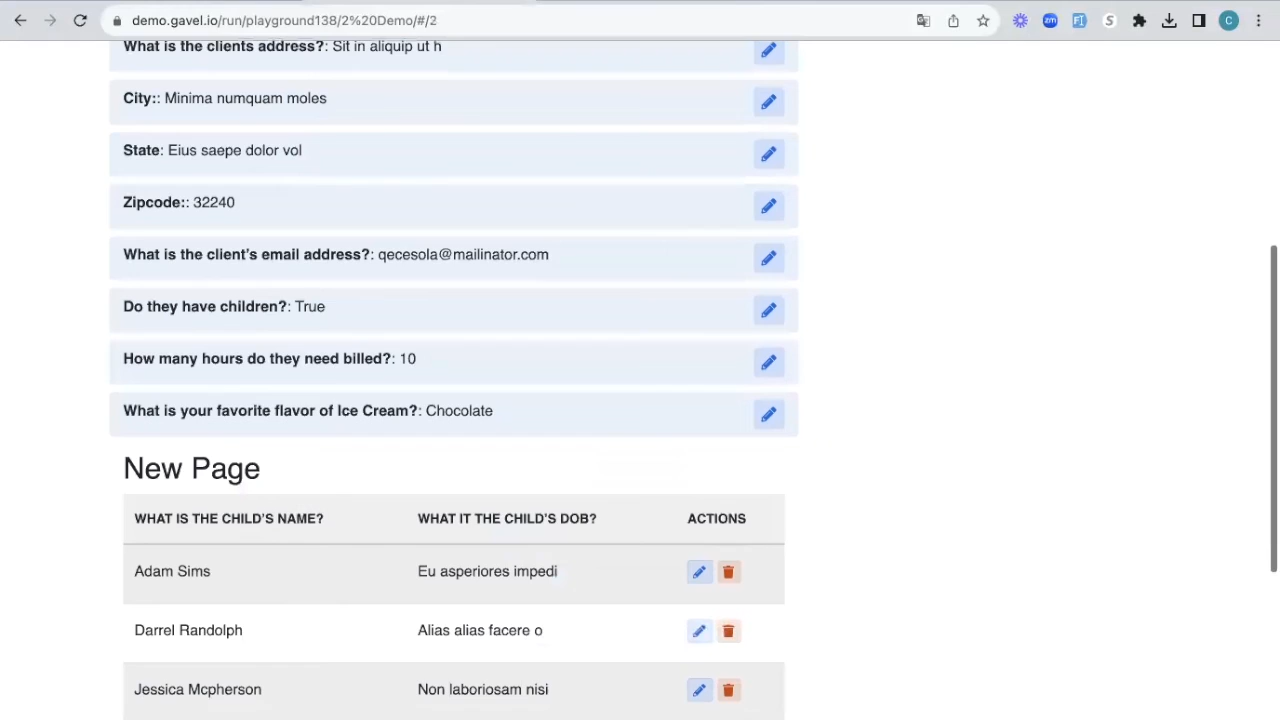 demo.gavel.io/run/playground138/2%20Demo/#/2
What is the clients address?: Sit in aliquip ut h
City:: Minima numquam moles
State: Eius saepe dolor vol
Zipcode:: 32240
What is the client’s email address?: qecesola@mailinator.com
Do they have children?: True
How many hours do they need billed?: 10
What is your favorite flavor of Ice Cream?: Chocolate
New Page
WHAT IS THE CHILD’S NAME? WHAT IT THE CHILD’S DOB? ACTIONS
Adam Sims Eu asperiores impedi
Darrel Randolph Alias alias facere o
Jessica Mcpherson Non laboriosam nisi